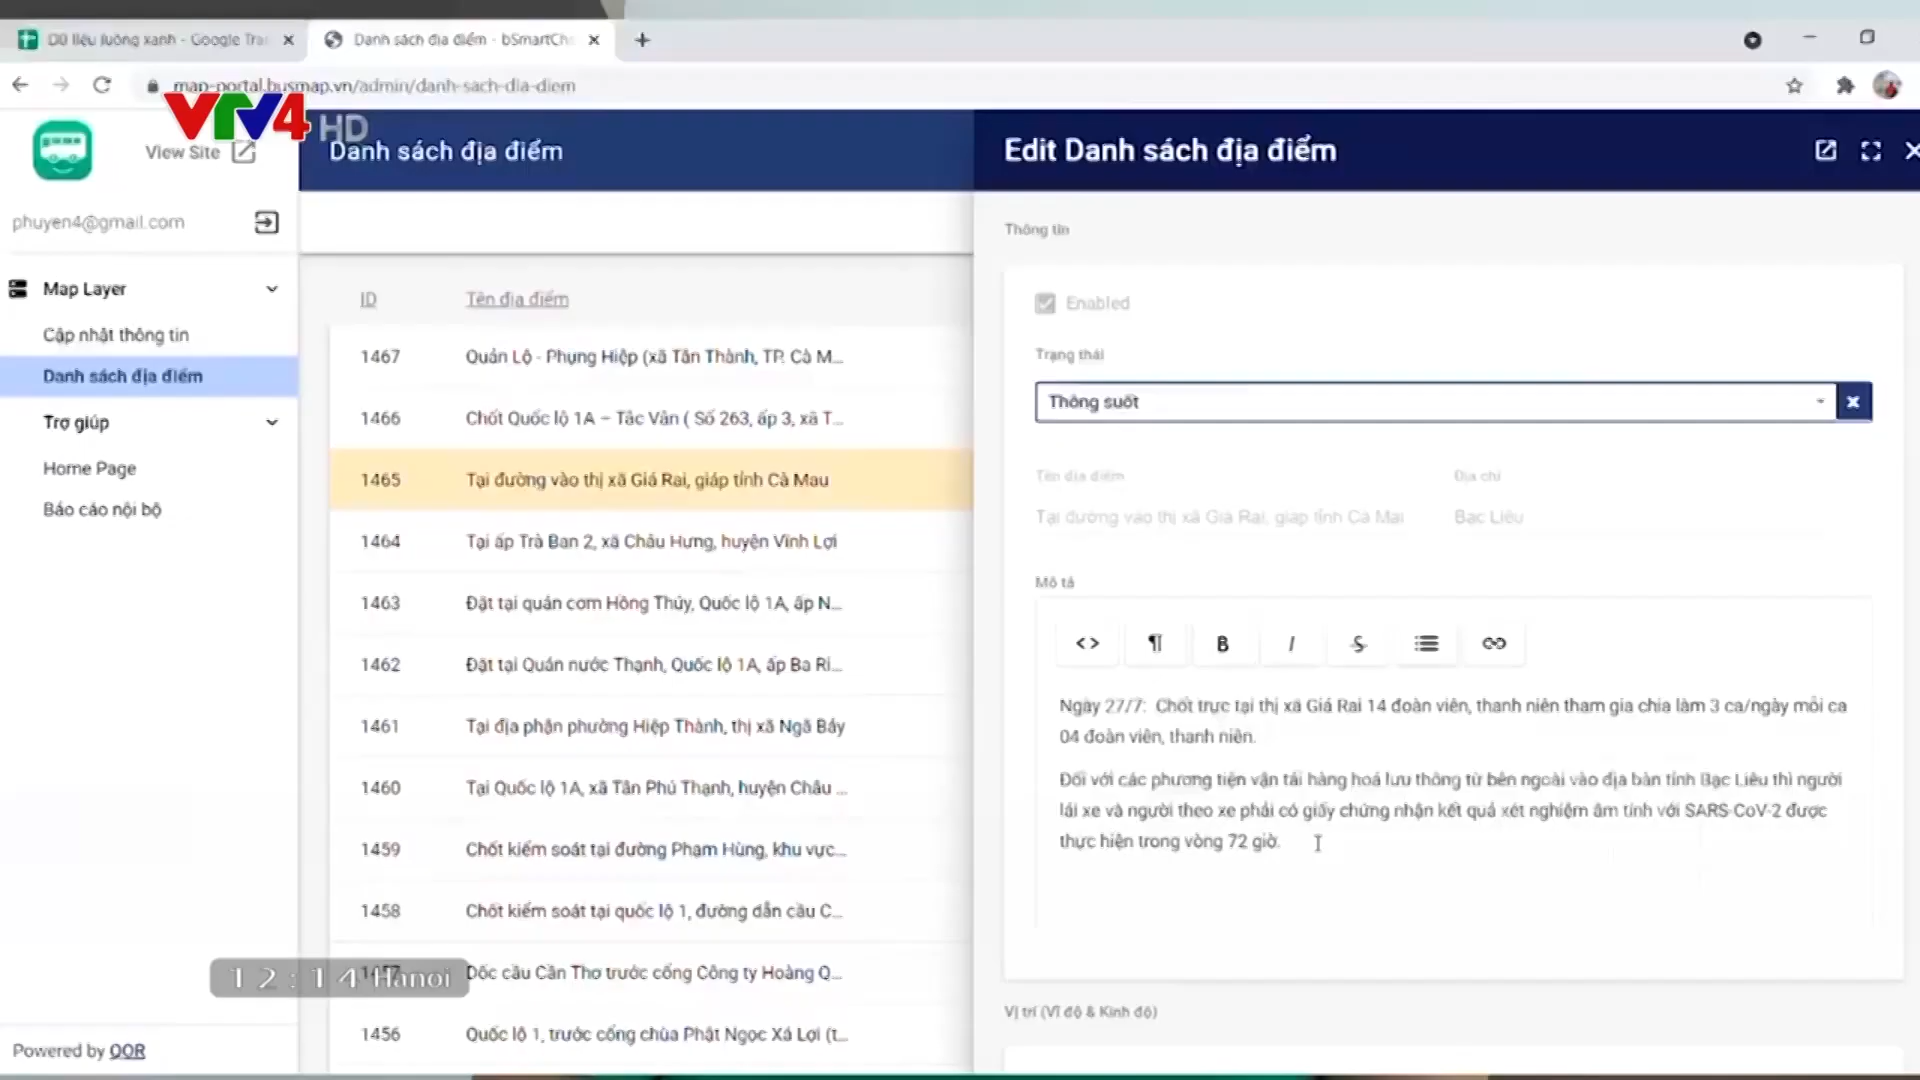 Dữ liệu luồng xanh - Google Tra
Danh sách địa điểm - bSmartCh
map-portal.busmap.vn/admin/danh-sach-dia-diem
VTV4 HD
View Site
Danh sách địa điểm
Edit Danh sách địa điểm
phuyen4@gmail.com
Thông tin
Map Layer
Cập nhật thông tin
Danh sách địa điểm
Trợ giúp
Home Page
Báo cáo nội bộ
ID Tên địa điểm
1467 Quản Lộ - Phụng Hiệp (xã Tân Thành, TP. Cà M...
1466 Chốt Quốc lộ 1A – Tắc Vân ( Số 263, ấp 3, xã T...
1465 Tại đường vào thị xã Giá Rai, giáp tỉnh Cà Mau
1464 Tại ấp Trà Ban 2, xã Châu Hưng, huyện Vĩnh Lợi
1463 Đặt tại quán cơm Hồng Thủy, Quốc lộ 1A, ấp N...
1462 Đặt tại Quán nước Thạnh, Quốc lộ 1A, ấp Ba Ri...
1461 Tại địa phận phường Hiệp Thành, thị xã Ngã Bảy
1460 Tại Quốc lộ 1A, xã Tân Phú Thạnh, huyện Châu ...
1459 Chốt kiểm soát tại đường Phạm Hùng, khu vực...
1458 Chốt kiểm soát tại quốc lộ 1, đường dẫn cầu C...
Dốc cầu Cần Thơ trước cổng Công ty Hoàng Q...
1456 Quốc lộ 1, trước cổng chùa Phật Ngọc Xá Lợi (t...
Enabled
Trạng thái
Thông suốt
Tên địa điểm Địa chỉ
Tại đường vào thị xã Giá Rai, giáp tỉnh Cà Mau Bạc Liêu
Mô tả
Ngày 27/7: Chốt trực tại thị xã Giá Rai 14 đoàn viên, thanh niên tham gia chia làm 3 ca/ngày mỗi ca
04 đoàn viên, thanh niên.
Đối với các phương tiện vận tải hàng hoá lưu thông từ bên ngoài vào địa bàn tỉnh Bạc Liêu thì người
lái xe và người theo xe phải có giấy chứng nhận kết quả xét nghiệm âm tính với SARS-CoV-2 được
thực hiện trong vòng 72 giờ.
Vị trí (Vĩ độ & Kinh độ)
12:14 Hanoi
Powered by QOR